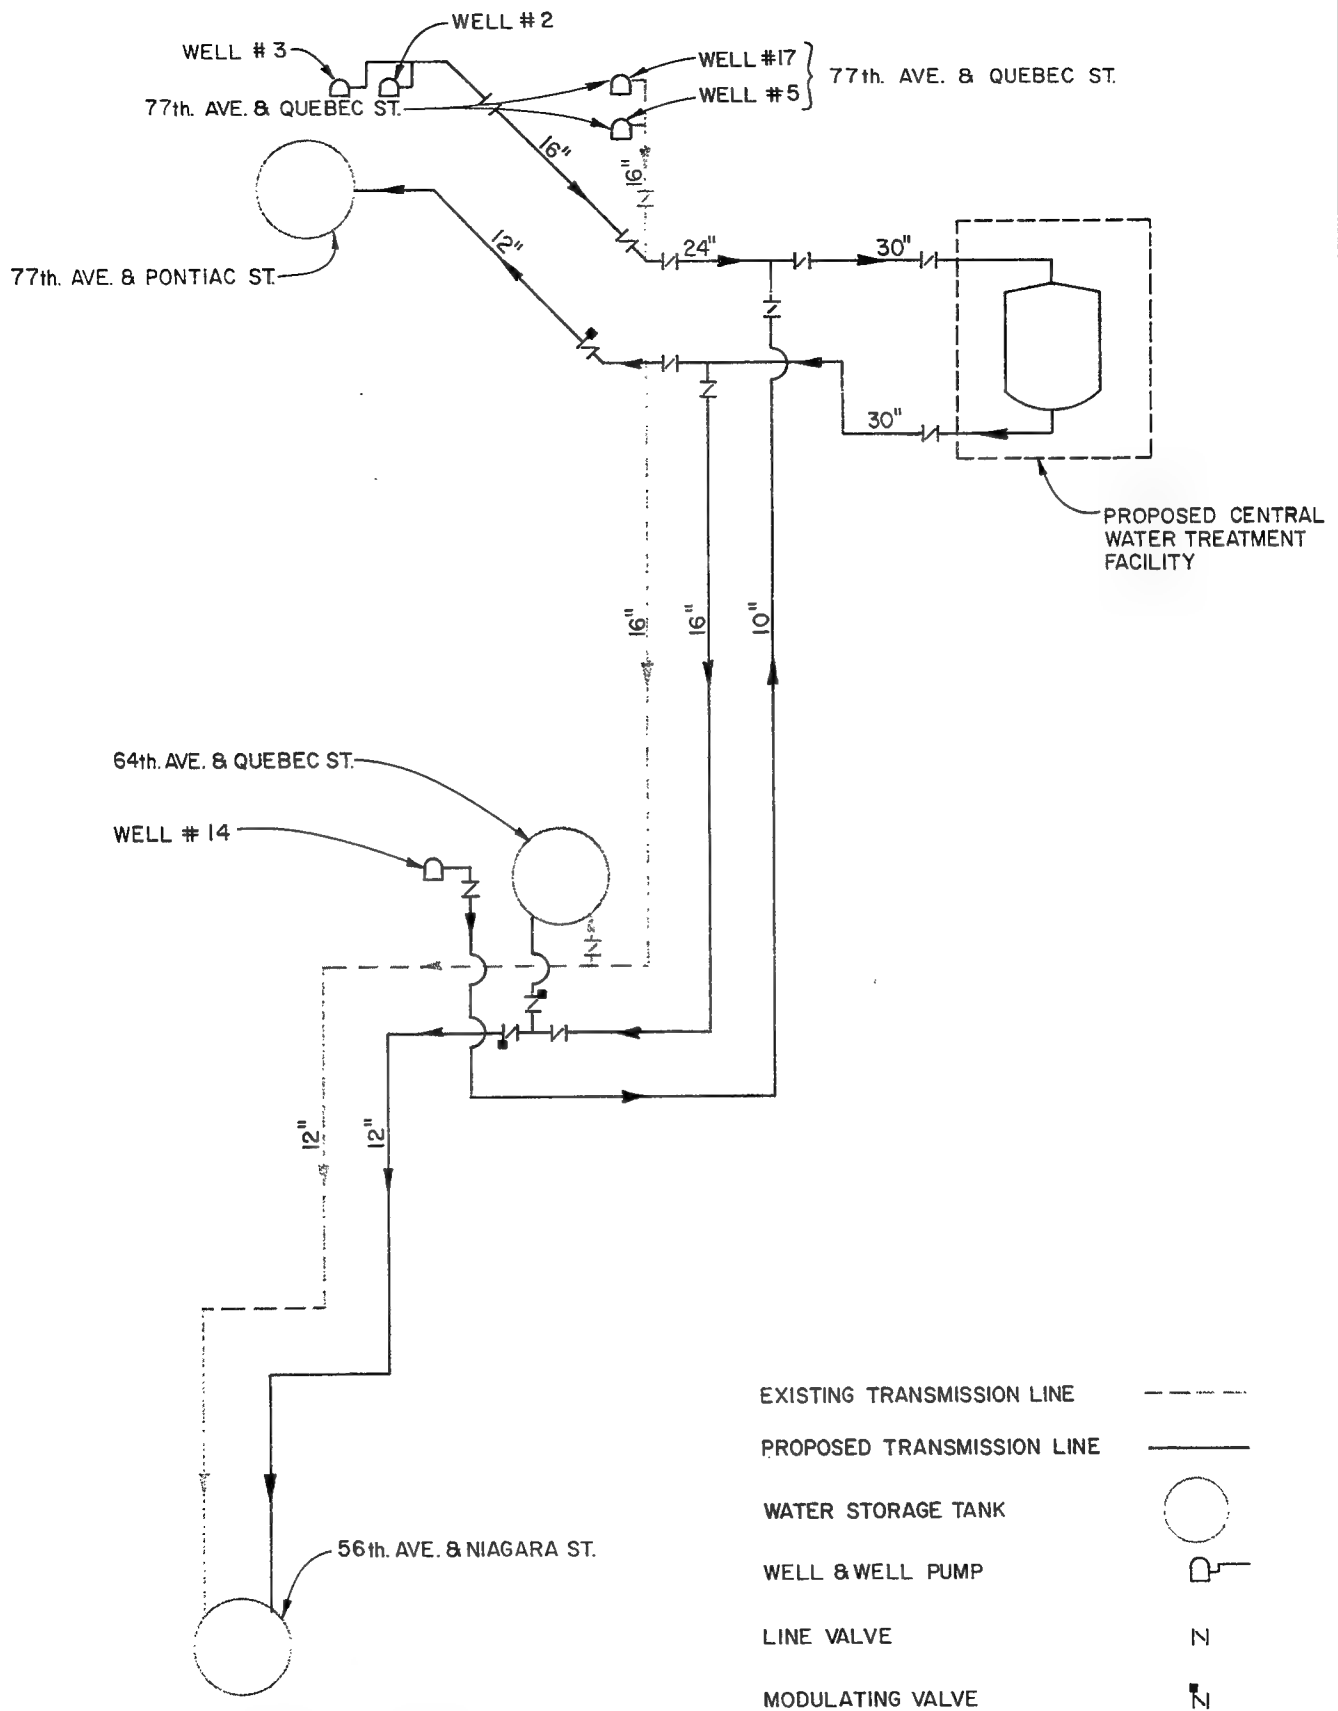 WELL #2
WELL #3
WELL #17
77th. AVE. & QUEBEC ST.
WELL #5
77th. AVE. & QUEBEC ST.
16"
16"
12"
24"
30"
77th. AVE. & PONTIAC ST.
30"
PROPOSED CENTRAL
WATER TREATMENT
FACILITY
16"
16"
10"
64th. AVE. & QUEBEC ST.
WELL #14
12"
12"
EXISTING TRANSMISSION LINE
PROPOSED TRANSMISSION LINE
WATER STORAGE TANK
56th. AVE. & NIAGARA ST.
WELL & WELL PUMP
LINE VALVE
MODULATING VALVE